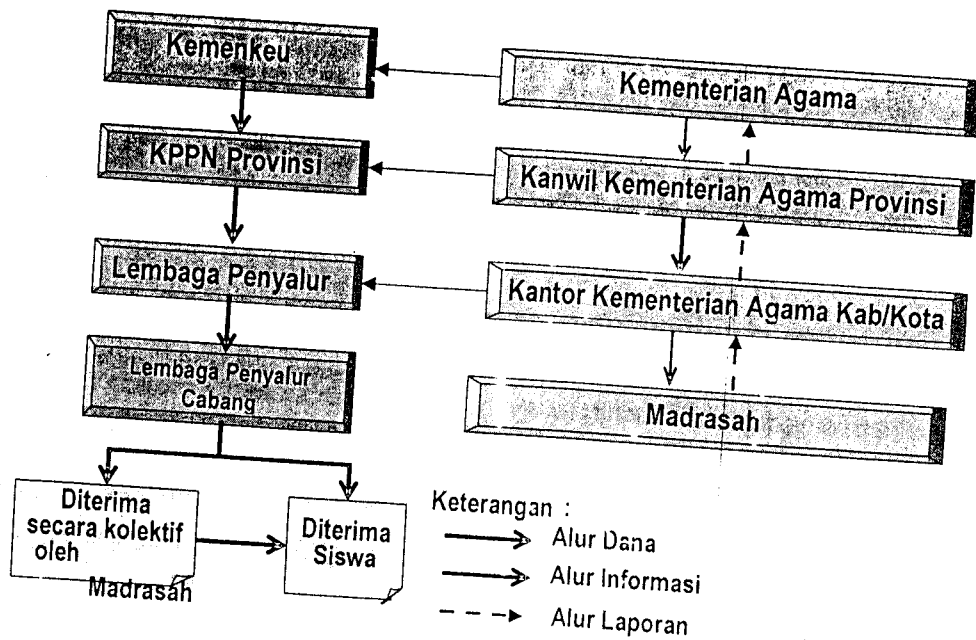 Kemenkeu
KPPN Provinsi
Lembaga Penyalur
Lembaga Penyalur
Cabang
Diterima
secara kolektif
oleh
Madrasah
Diterima
Siswa
Kementerian Agama
Kanwil Kementerian Agama Provinsi
Kantor Kementerian Agama Kab/Kota
Madrasah
Keterangan :
Alur Dana
Alur Informasi
Alur Laporan